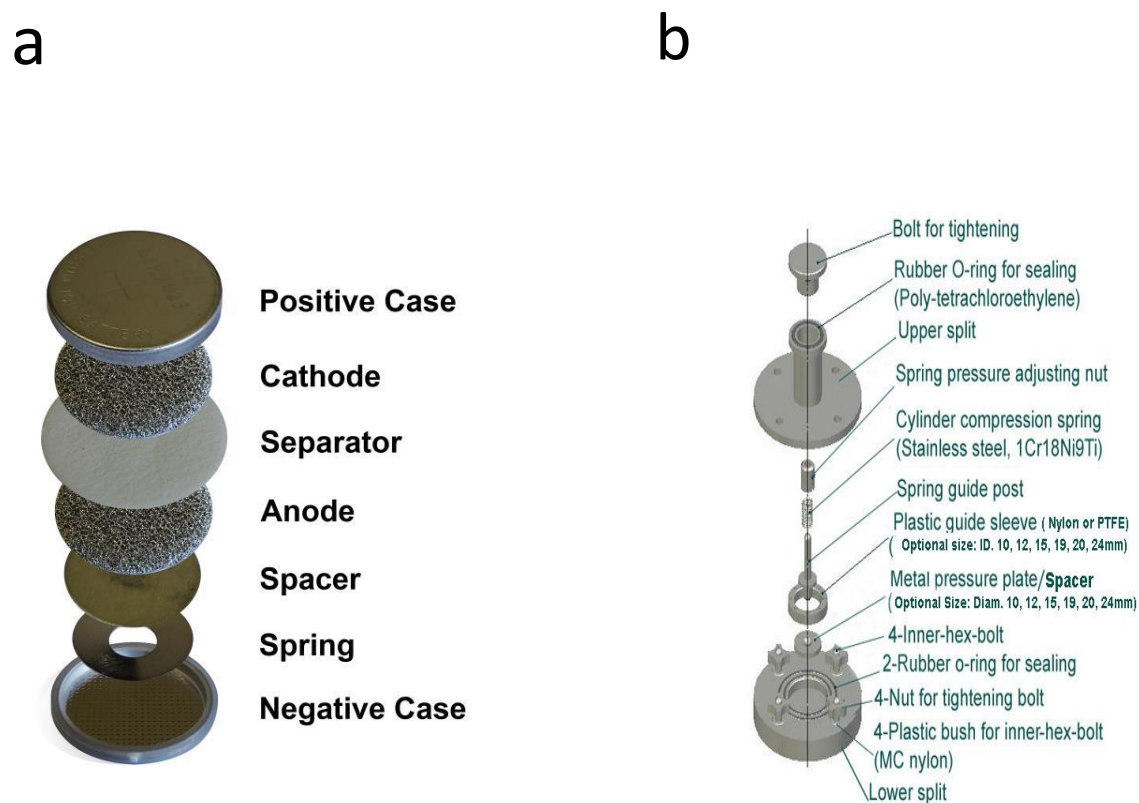 a
b
Positive Case
Cathode
Separator
Anode
Spacer
Spring
Negative Case
Bolt for tightening
Rubber O-ring for sealing
(Poly-tetrachloroethylene)
Upper split
Spring pressure adjusting nut
Cylinder compression spring
(Stainless steel, 1Cr18Ni9Ti)
Spring guide post
Plastic guide sleeve ( Nylon or PTFE)
( Optional size: ID. 10, 12, 15, 19, 20, 24mm)
Metal pressure plate/Spacer
( Optional Size: Diam. 10, 12, 15, 19, 20, 24mm)
4-Inner-hex-bolt
2-Rubber o-ring for sealing
4-Nut for tightening bolt
4-Plastic bush for inner-hex-bolt
(MC nylon)
Lower split